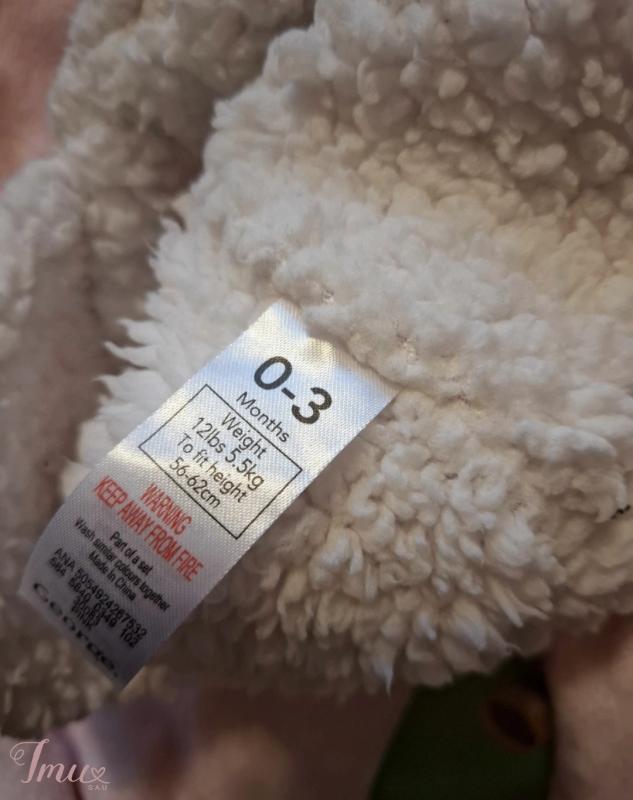 0-3
Months
Weight
12lbs 5.5kg
To fit height
56-62cm
WARNING
KEEP AWAY FROM FIRE
Part of a set
Wash similar colours together
Made in China
George.
Imu
SAU